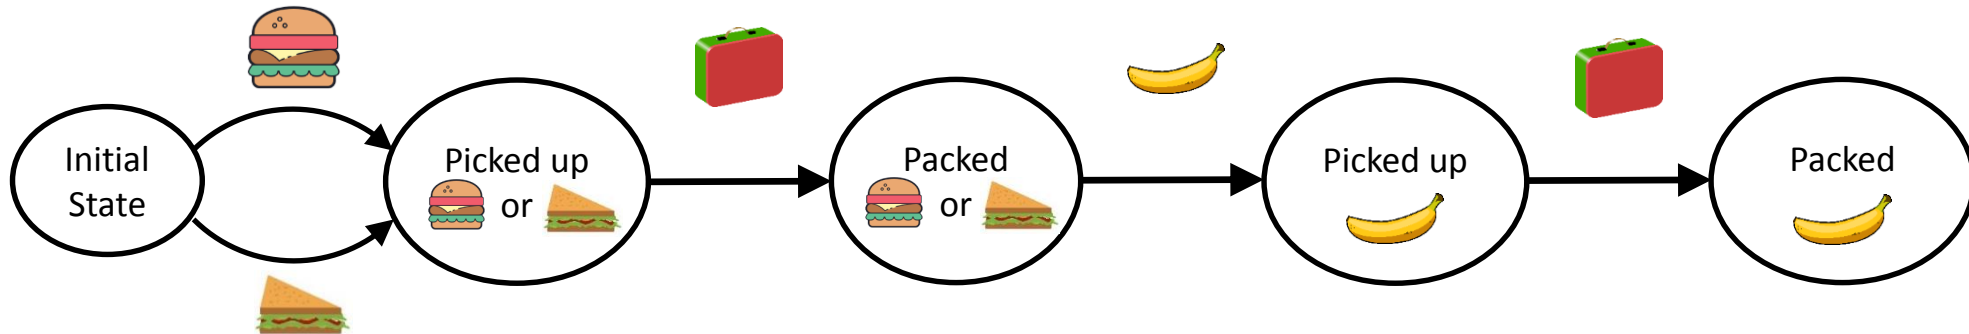 Initial
State
Picked up
or
Packed
or
Picked up
Packed